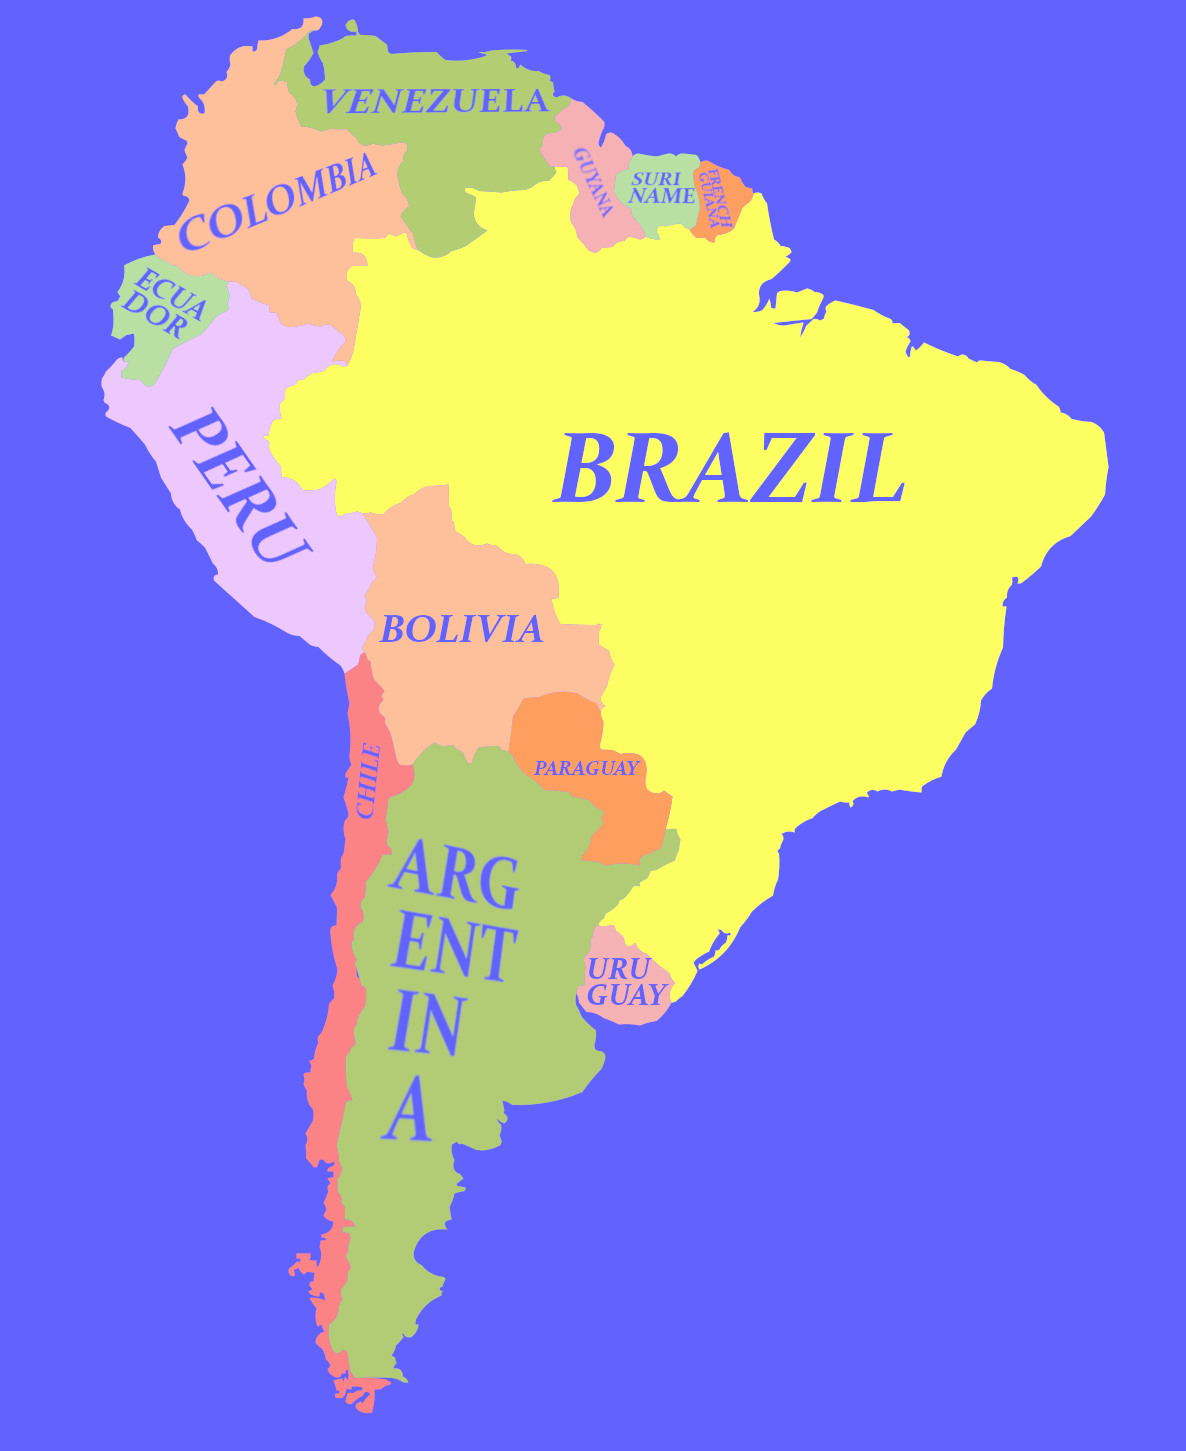 VENEZUELA
COLOMBIA
GUYANA
SURI
NAME
FRENCH
GUIANA
ECUA
DOR
PERU
BRAZIL
BOLIVIA
PARAGUAY
CHILE
ARG
ENT
IN
A
URU
GUAY